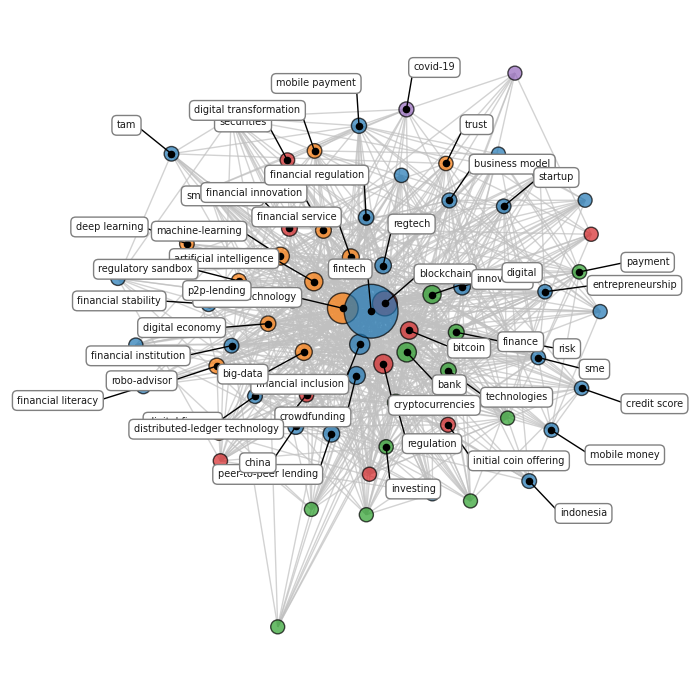 covid-19
mobile payment
digital transformation
securities
tam
trust
business model
financial regulation
startup
financial innovation
financial service
deep learning
machine-learning
regtech
artificial intelligence
regulatory sandbox
fintech
blockchain
digital
payment
entrepreneurship
p2p-lending
financial stability
digital economy
bitcoin
finance
risk
financial institution
sme
robo-advisor
big-data
financial inclusion
bank
technologies
financial literacy
cryptocurrencies
credit score
crowdfunding
distributed-ledger technology
regulation
mobile money
china
initial coin offering
peer-to-peer lending
investing
indonesia